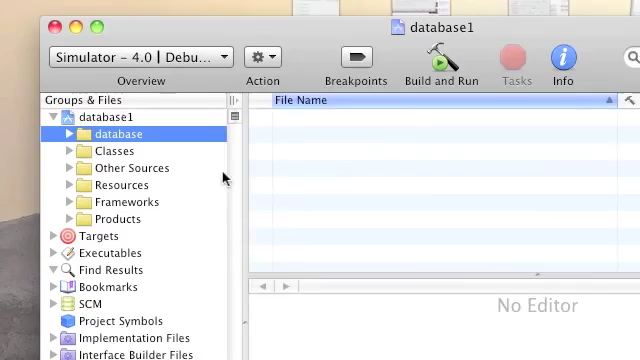 database1
Simulator - 4.0 | Debu...
Overview
Action
Breakpoints
Build and Run
Tasks
Info
Groups & Files
File Name
database1
database
Classes
Other Sources
Resources
Frameworks
Products
Targets
Executables
Find Results
Bookmarks
SCM
Project Symbols
Implementation Files
Interface Builder Files
No Editor